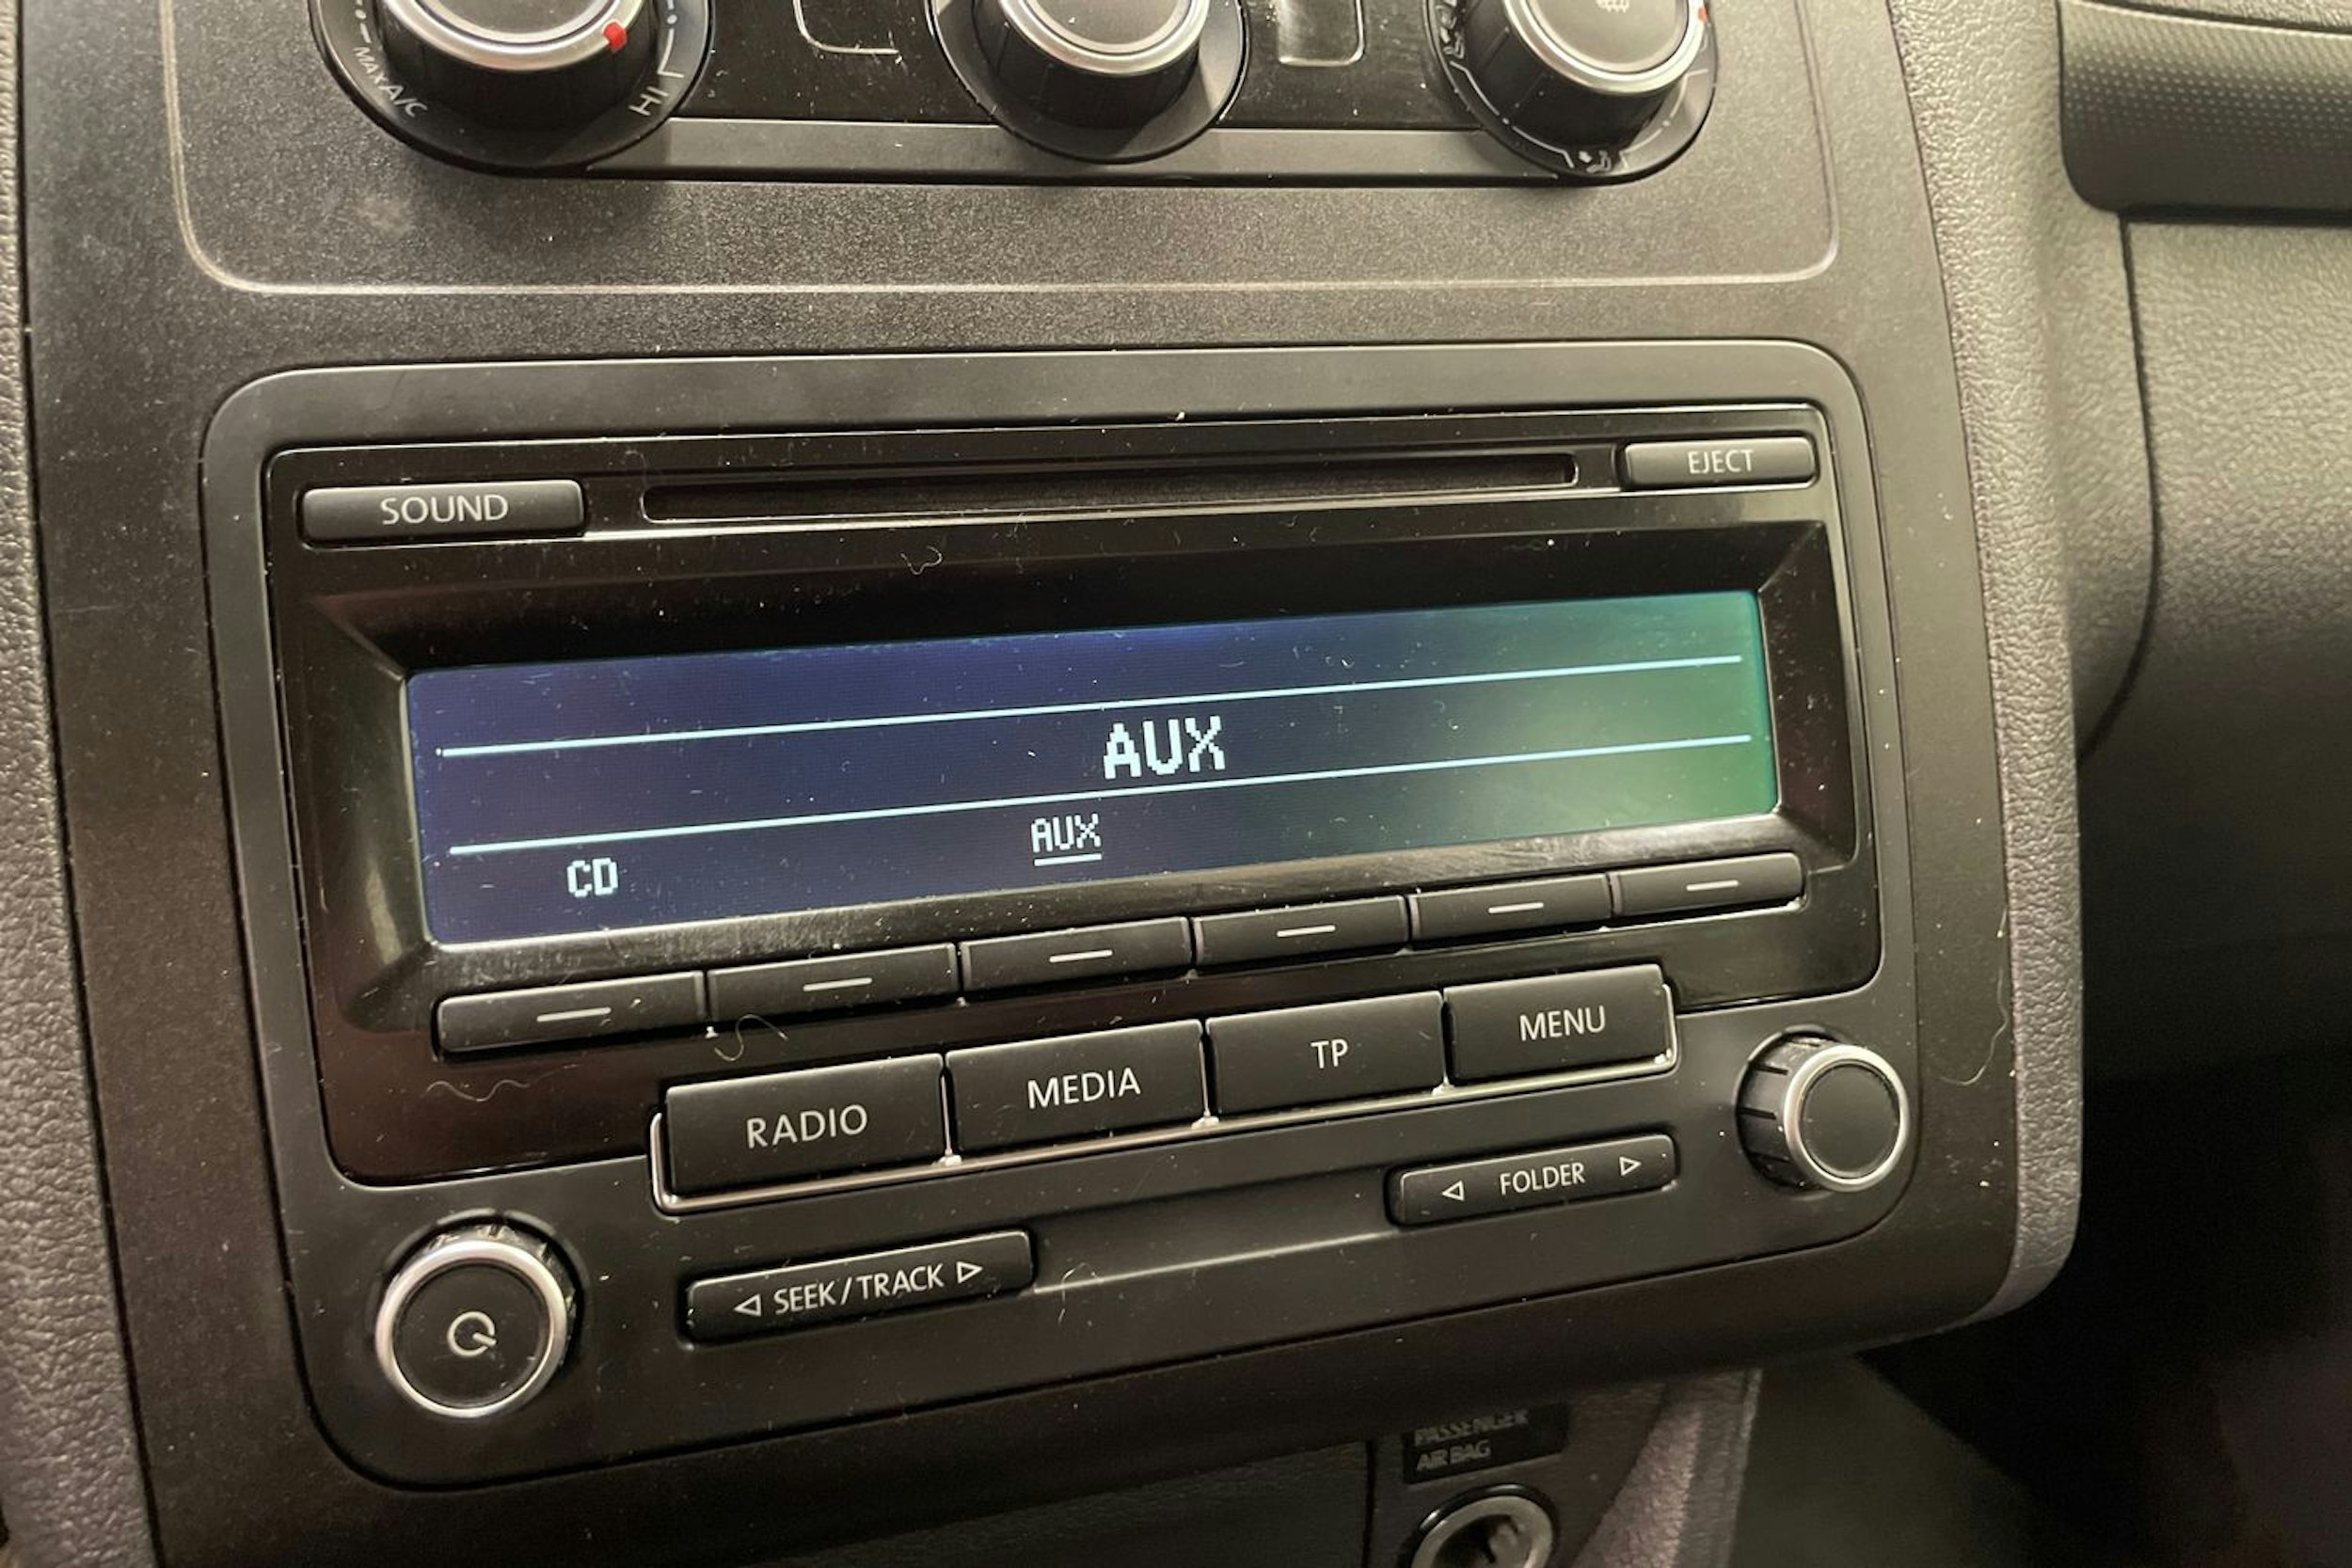 MAX A/C
HI
SOUND
EJECT
AUX
CD AUX
RADIO MEDIA TP MENU
SEEK / TRACK
FOLDER
PASSENGER
AIR BAG